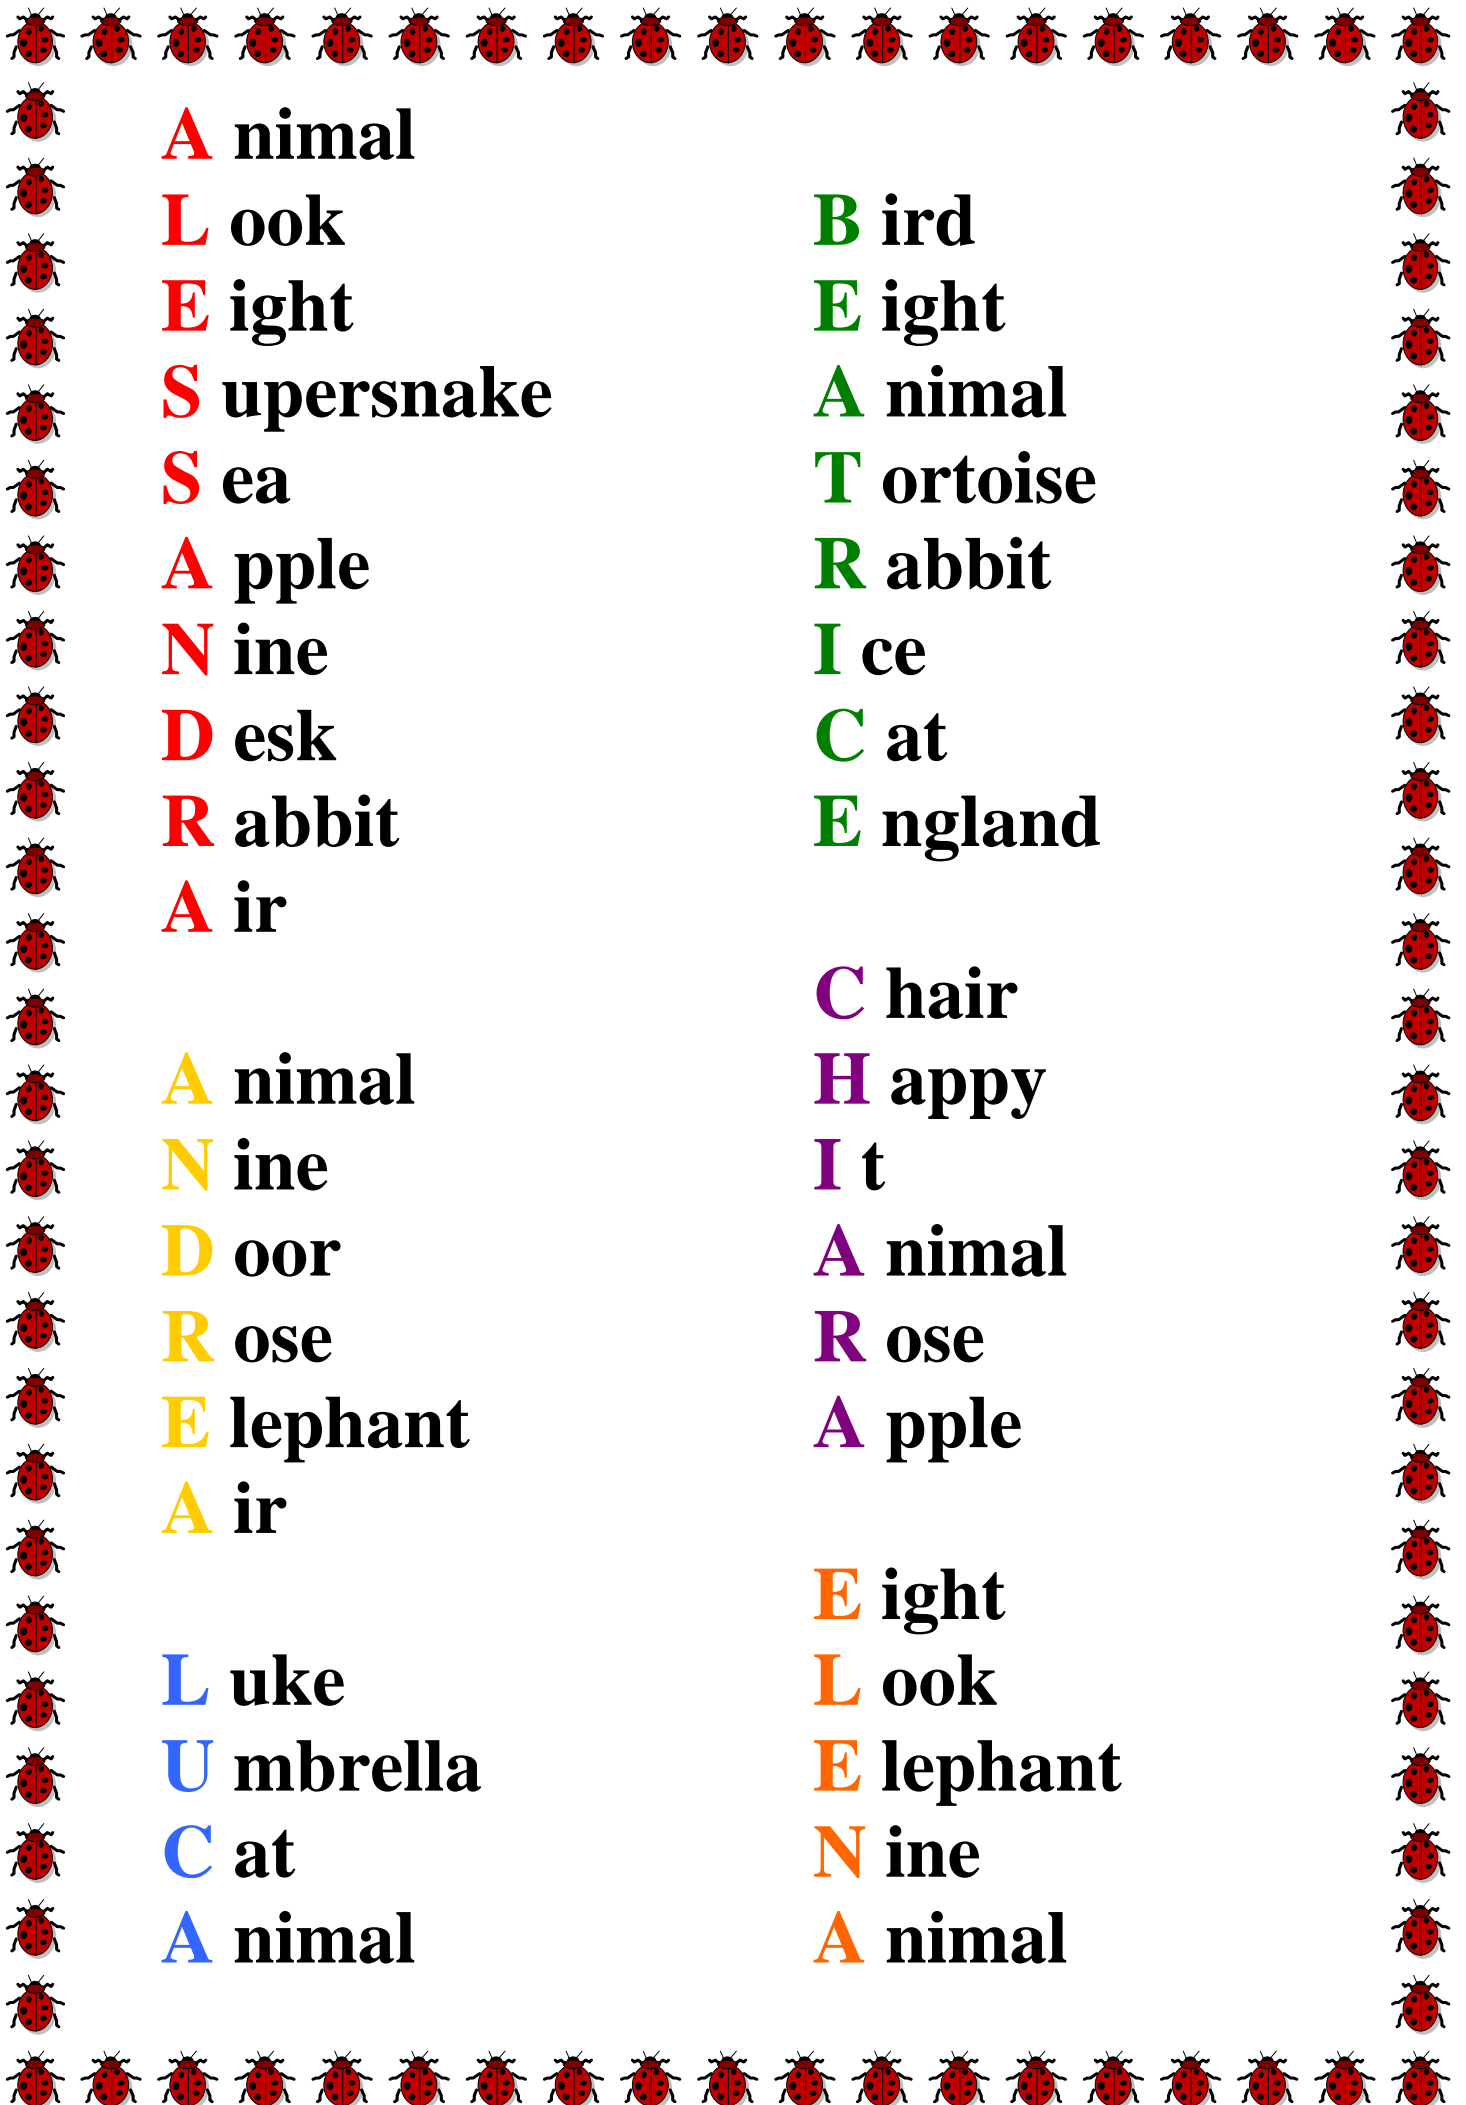 A nimal
L ook
E ight
S upersnake
S ea
A pple
N ine
D esk
R abbit
A ir
A nimal
N ine
D oor
R ose
E lephant
A ir
L uke
U mbrella
C at
A nimal
B ird
E ight
A nimal
T ortoise
R abbit
I ce
C at
E ngland
C hair
H appy
I t
A nimal
R ose
A pple
E ight
L ook
E lephant
N ine
A nimal